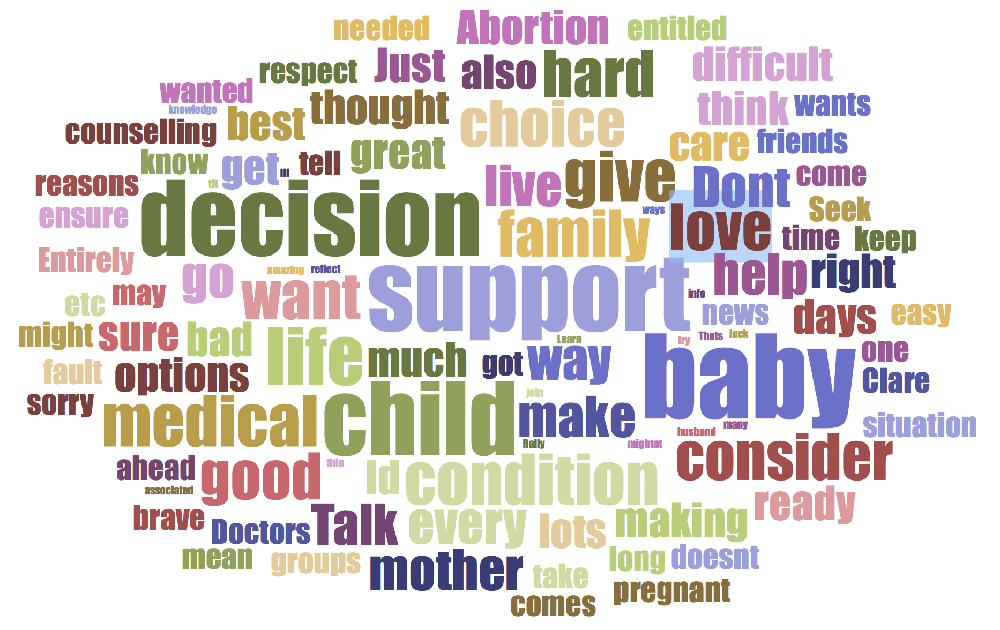 needed Abortion entitled
respect Just also hard difficult
wanted thought choice think wants
knowledge
counselling best great care friends
know get Ill tell live give Dont come
reasons tit
ensure decision family ways love Seek
time keep
Entirely go amazing reflect support help right
etc may want info news days easy
might sure bad life Learn try Thats luck
fault options much got way baby one
sorry medical child join make Clare
situation
husband many
Rally mightnt consider
ahead good thin Id condition
associated ready
brave Doctors Talk every lots making
mean groups mother take long doesnt
comes pregnant